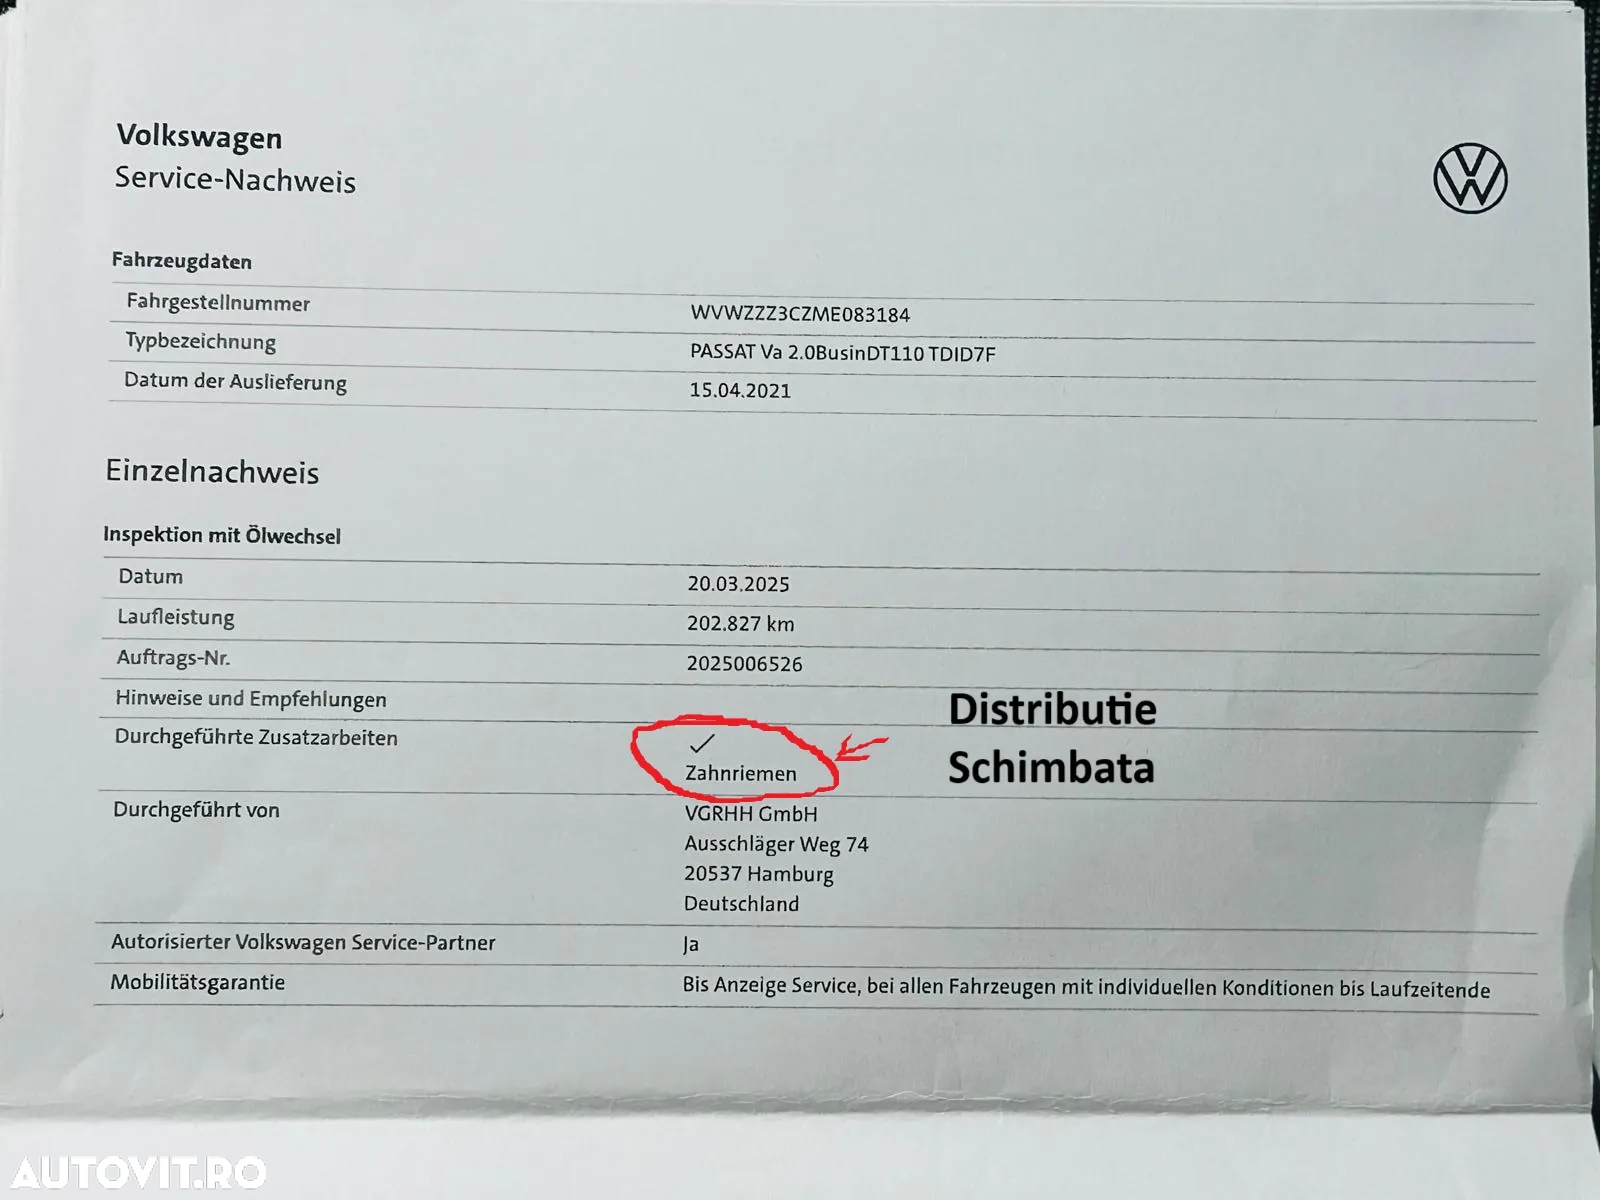 Volkswagen
Service-Nachweis
Fahrzeugdaten
Fahrgestellnummer WVWZZZ3CZME083184
Typbezeichnung PASSAT Va 2.0BusinDT110 TDID7F
Datum der Auslieferung 15.04.2021
Einzelnachweis
Inspektion mit Ölwechsel
Datum 20.03.2025
Laufleistung 202.827 km
Auftrags-Nr. 2025006526
Hinweise und Empfehlungen
Durchgeführte Zusatzarbeiten ✓
Zahnriemen
Distributie
Schimbata
Durchgeführt von VGRHH GmbH
Ausschläger Weg 74
20537 Hamburg
Deutschland
Autorisierter Volkswagen Service-Partner Ja
Mobilitätsgarantie Bis Anzeige Service, bei allen Fahrzeugen mit individuellen Konditionen bis Laufzeitende
AUTOVIT.RO